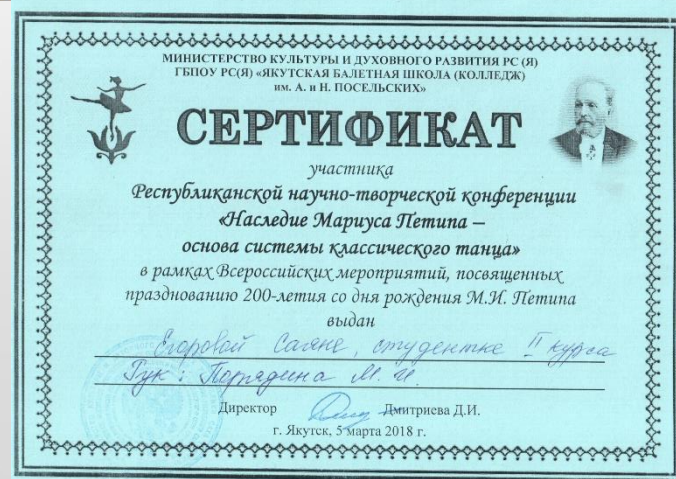 МИНИСТЕРСТВО КУЛЬТУРЫ И ДУХОВНОГО РАЗВИТИЯ РС (Я)
ГБПОУ РС(Я) «ЯКУТСКАЯ БАЛЕТНАЯ ШКОЛА (КОЛЛЕДЖ)
им. А. и Н. ПОСЕЛЬСКИХ»
СЕРТИФИКАТ
участника
Республиканской научно-творческой конференции
«Наследие Мариуса Петипа –
основа системы классического танца»
в рамках Всероссийских мероприятий, посвященных
празднованию 200-летия со дня рождения М.И. Петипа
выдан
Егоровой Саяне, студентке II курса
Рук: Порядина М. И.
Директор Дмитриева Д.И.
г. Якутск, 5 марта 2018 г.